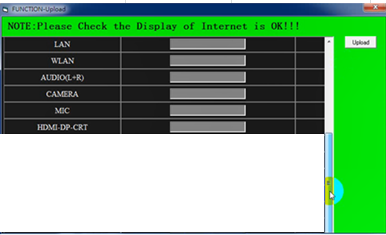 FUNCTION-Upload
NOTE:Please Check the Display of Internet is OK!!!
LAN
Upload
WLAN
AUDIO(L+R)
CAMERA
MIC
HDMI-DP-CRT